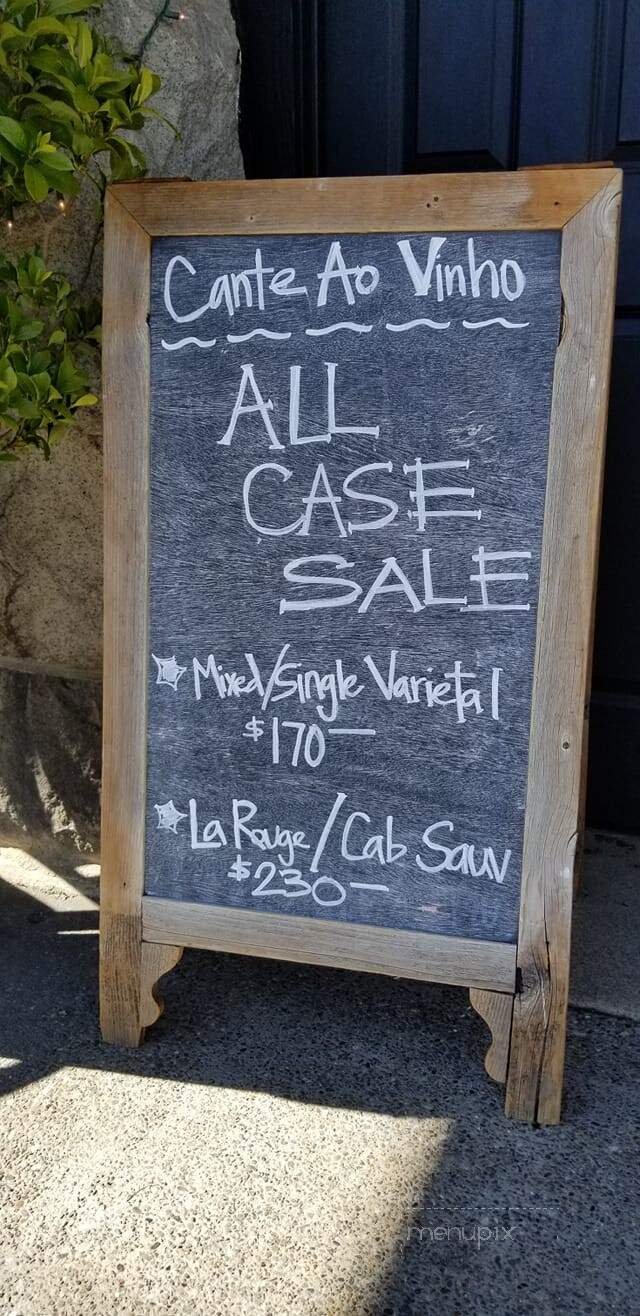 Cante Ao Vinho
ALL
CASE
SALE
Mixed/Single Varietal
$170—
La Rouge/Cab Sauv
$230—
menupix